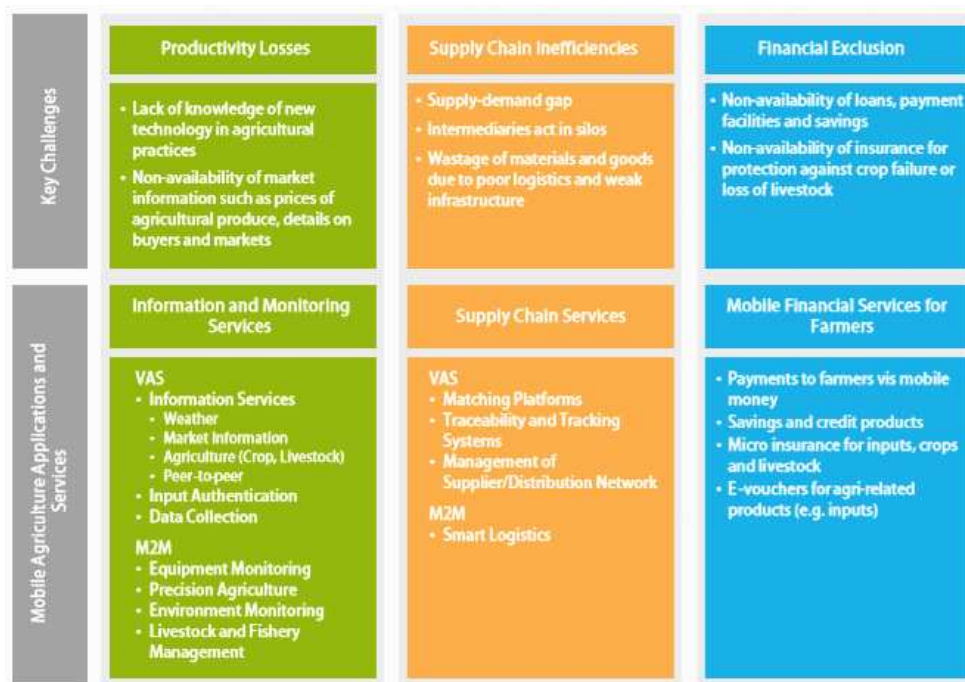 Key Challenges
Productivity Losses
• Lack of knowledge of new
technology in agricultural
practices
• Non-availability of market
information such as prices of
agricultural produce, details on
buyers and markets
Supply Chain Inefficiencies
• Supply-demand gap
• Intermediaries act in silos
• Wastage of materials and goods
due to poor logistics and weak
infrastructure
Financial Exclusion
• Non-availability of loans, payment
facilities and savings
• Non-availability of insurance for
protection against crop failure or
loss of livestock
Mobile Agriculture Applications and
Services
Information and Monitoring
Services
VAS
• Information Services
• Weather
• Market Information
• Agriculture (Crop, Livestock)
• Peer-to-peer
• Input Authentication
• Data Collection
M2M
• Equipment Monitoring
• Precision Agriculture
• Environment Monitoring
• Livestock and Fishery
Management
Supply Chain Services
VAS
• Matching Platforms
• Traceability and Tracking
Systems
• Management of
Supplier/Distribution Network
M2M
• Smart Logistics
Mobile Financial Services for
Farmers
• Payments to farmers vis mobile
money
• Savings and credit products
• Micro insurance for inputs, crops
and livestock
• E-vouchers for agri-related
products (e.g. inputs)